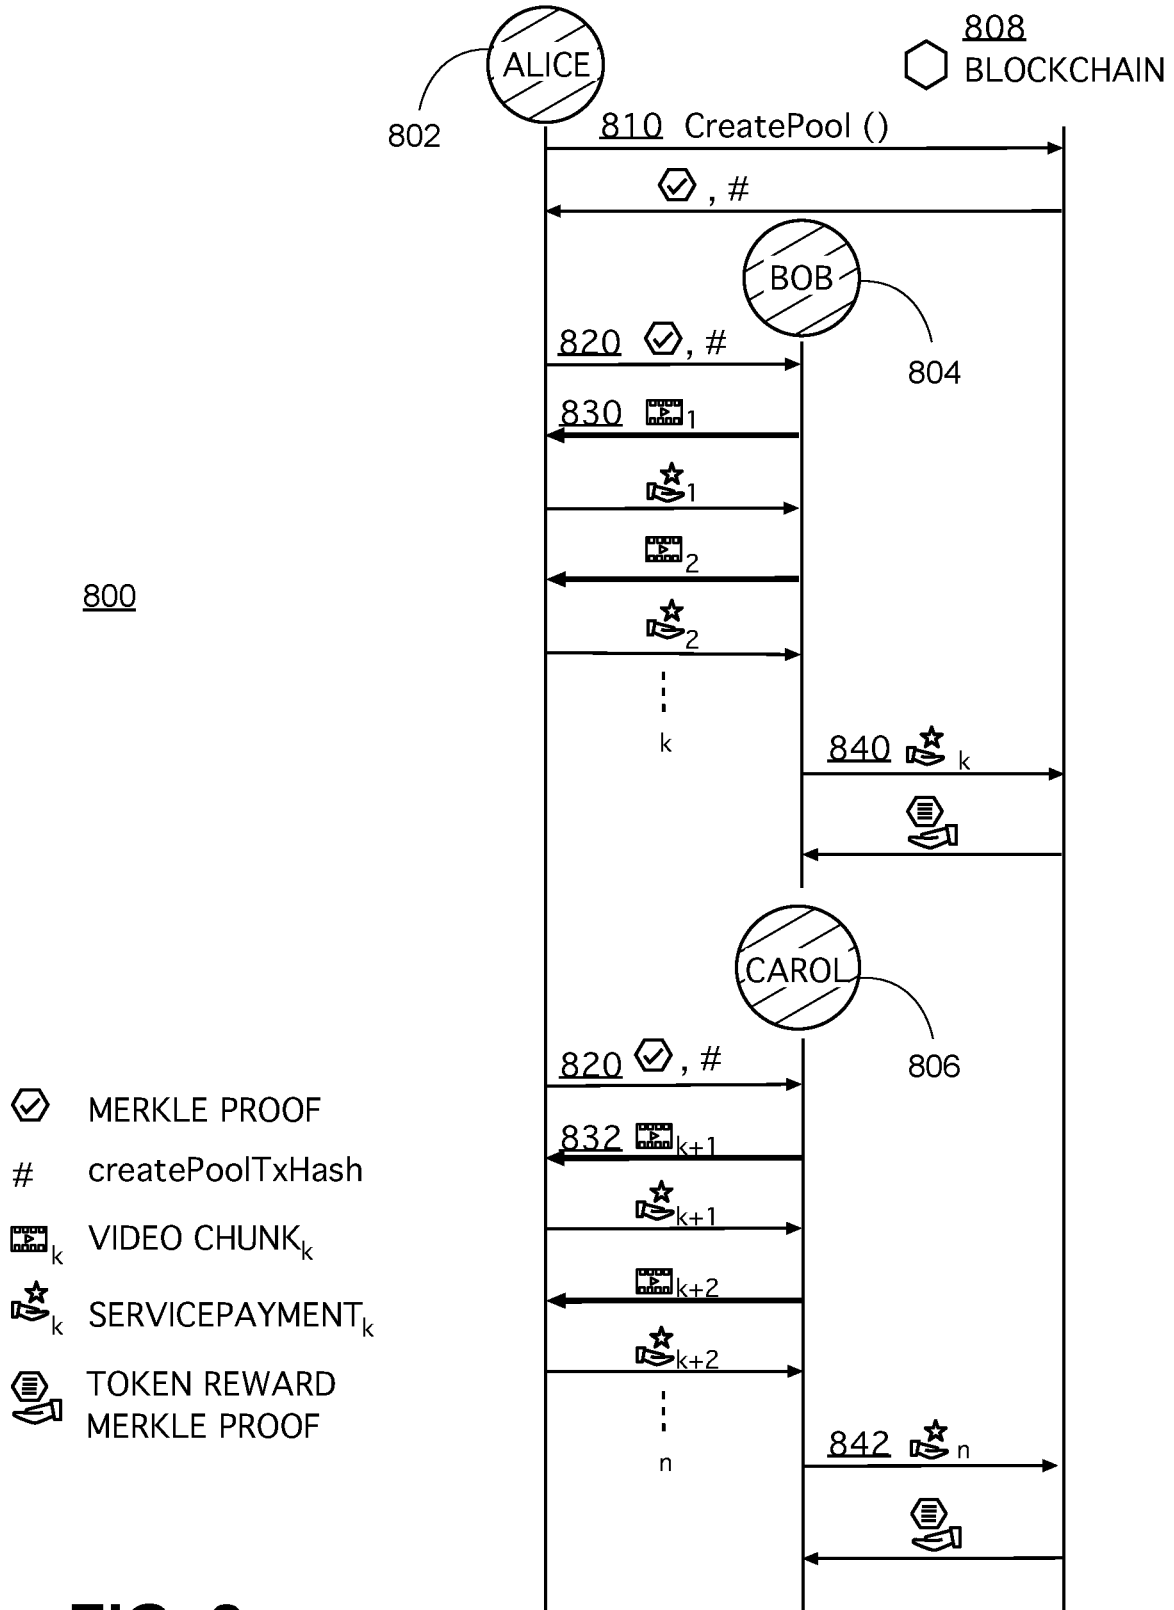 ALICE
808
BLOCKCHAIN
802
810 CreatePool ()
, #
BOB
804
820 , #
830 1
1
2
800
2
k
840 k
CAROL
806
820 , #
832 k+1
k+1
k+2
k+2
n
842 n
MERKLE PROOF
# createPoolTxHash
k VIDEO CHUNKk
k SERVICEPAYMENTk
TOKEN REWARD
MERKLE PROOF